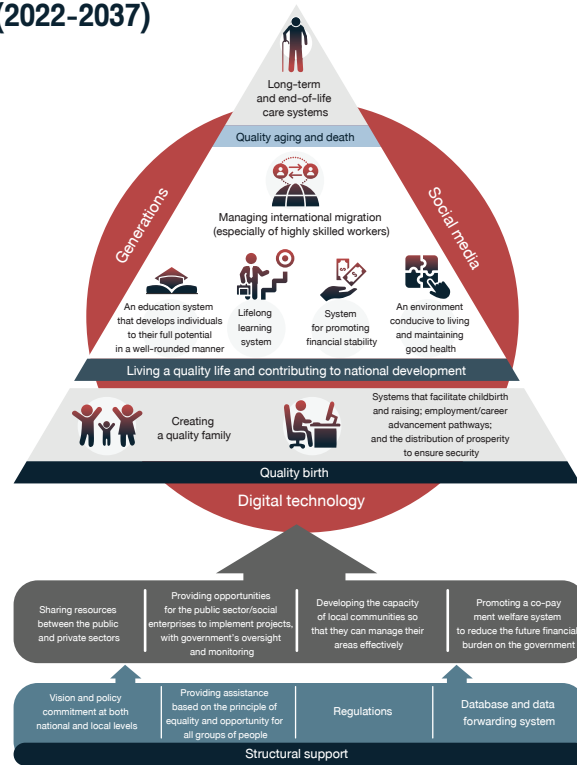 (2022-2037)
Long-term
and end-of-life
care systems
Quality aging and death
Generations
Social media
Managing international migration
(especially of highly skilled workers)
An education system
that develops individuals
to their full potential
in a well-rounded manner
Lifelong
learning
system
System
for promoting
financial stability
An environment
conducive to living
and maintaining
good health
Living a quality life and contributing to national development
Creating
a quality family
Systems that facilitate childbirth
and raising; employment/career
advancement pathways;
and the distribution of prosperity
to ensure security
Quality birth
Digital technology
Sharing resources
between the public
and private sectors
Providing opportunities
for the public sector/social
enterprises to implement projects,
with government's oversight
and monitoring
Developing the capacity
of local communities so
that they can manage their
areas effectively
Promoting a co-pay
ment welfare system
to reduce the future financial
burden on the government
Vision and policy
commitment at both
national and local levels
Providing assistance
based on the principle of
equality and opportunity for
all groups of people
Regulations
Database and data
forwarding system
Structural support